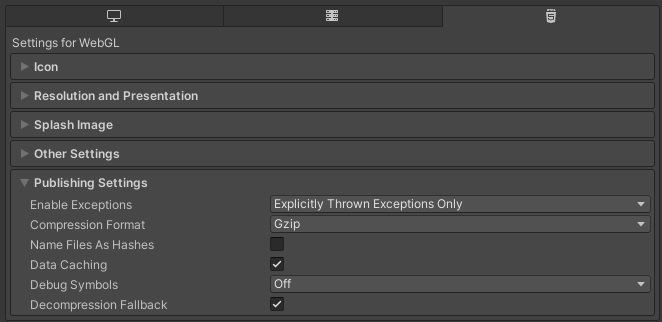 Settings for WebGL
Icon
Resolution and Presentation
Splash Image
Other Settings
Publishing Settings
Enable Exceptions Explicitly Thrown Exceptions Only
Compression Format Gzip
Name Files As Hashes
Data Caching
Debug Symbols Off
Decompression Fallback